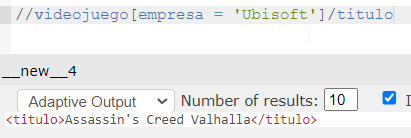 //videojuego[empresa = 'Ubisoft']/titulo
__new__4
Adaptive Output Number of results: 10
<titulo>Assassin's Creed Valhalla</titulo>